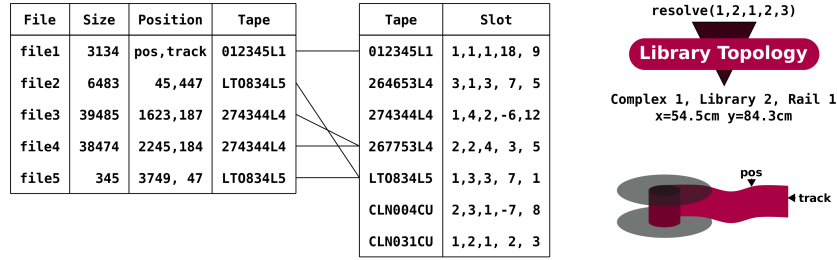 File Size Position Tape
file1 3134 pos,track 012345L1
file2 6483 45,447 LTO834L5
file3 39485 1623,187 274344L4
file4 38474 2245,184 274344L4
file5 345 3749, 47 LTO834L5
Tape Slot
012345L1 1,1,1,18, 9
264653L4 3,1,3, 7, 5
274344L4 1,4,2,-6,12
267753L4 2,2,4, 3, 5
LTO834L5 1,3,3, 7, 1
CLN004CU 2,3,1,-7, 8
CLN031CU 1,2,1, 2, 3
resolve(1,2,1,2,3)
Library Topology
Complex 1, Library 2, Rail 1
x=54.5cm y=84.3cm
pos
track